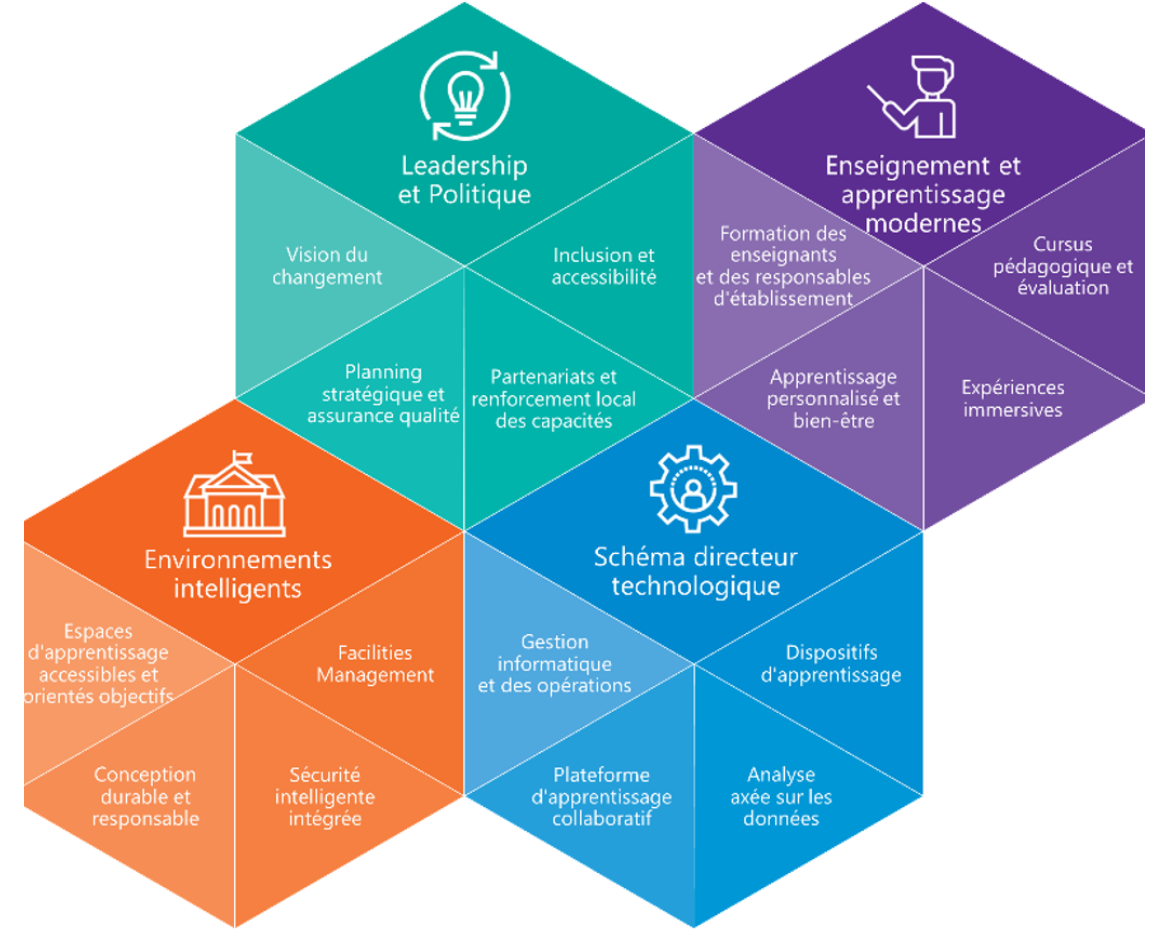 Leadership
et Politique
Vision du
changement
Inclusion et
accessibilité
Planning
stratégique et
assurance qualité
Partenariats et
renforcement local
des capacités
Enseignement et
apprentissage
modernes
Formation des
enseignants
et des responsables
d'établissement
Cursus
pédagogique et
évaluation
Apprentissage
personnalisé et
bien-être
Expériences
immersives
Environnements
intelligents
Espaces
d'apprentissage
accessibles et
orientés objectifs
Facilities
Management
Conception
durable et
responsable
Sécurité
intelligente
intégrée
Schéma directeur
technologique
Gestion
informatique
et des opérations
Dispositifs
d'apprentissage
Plateforme
d'apprentissage
collaboratif
Analyse
axée sur les
données